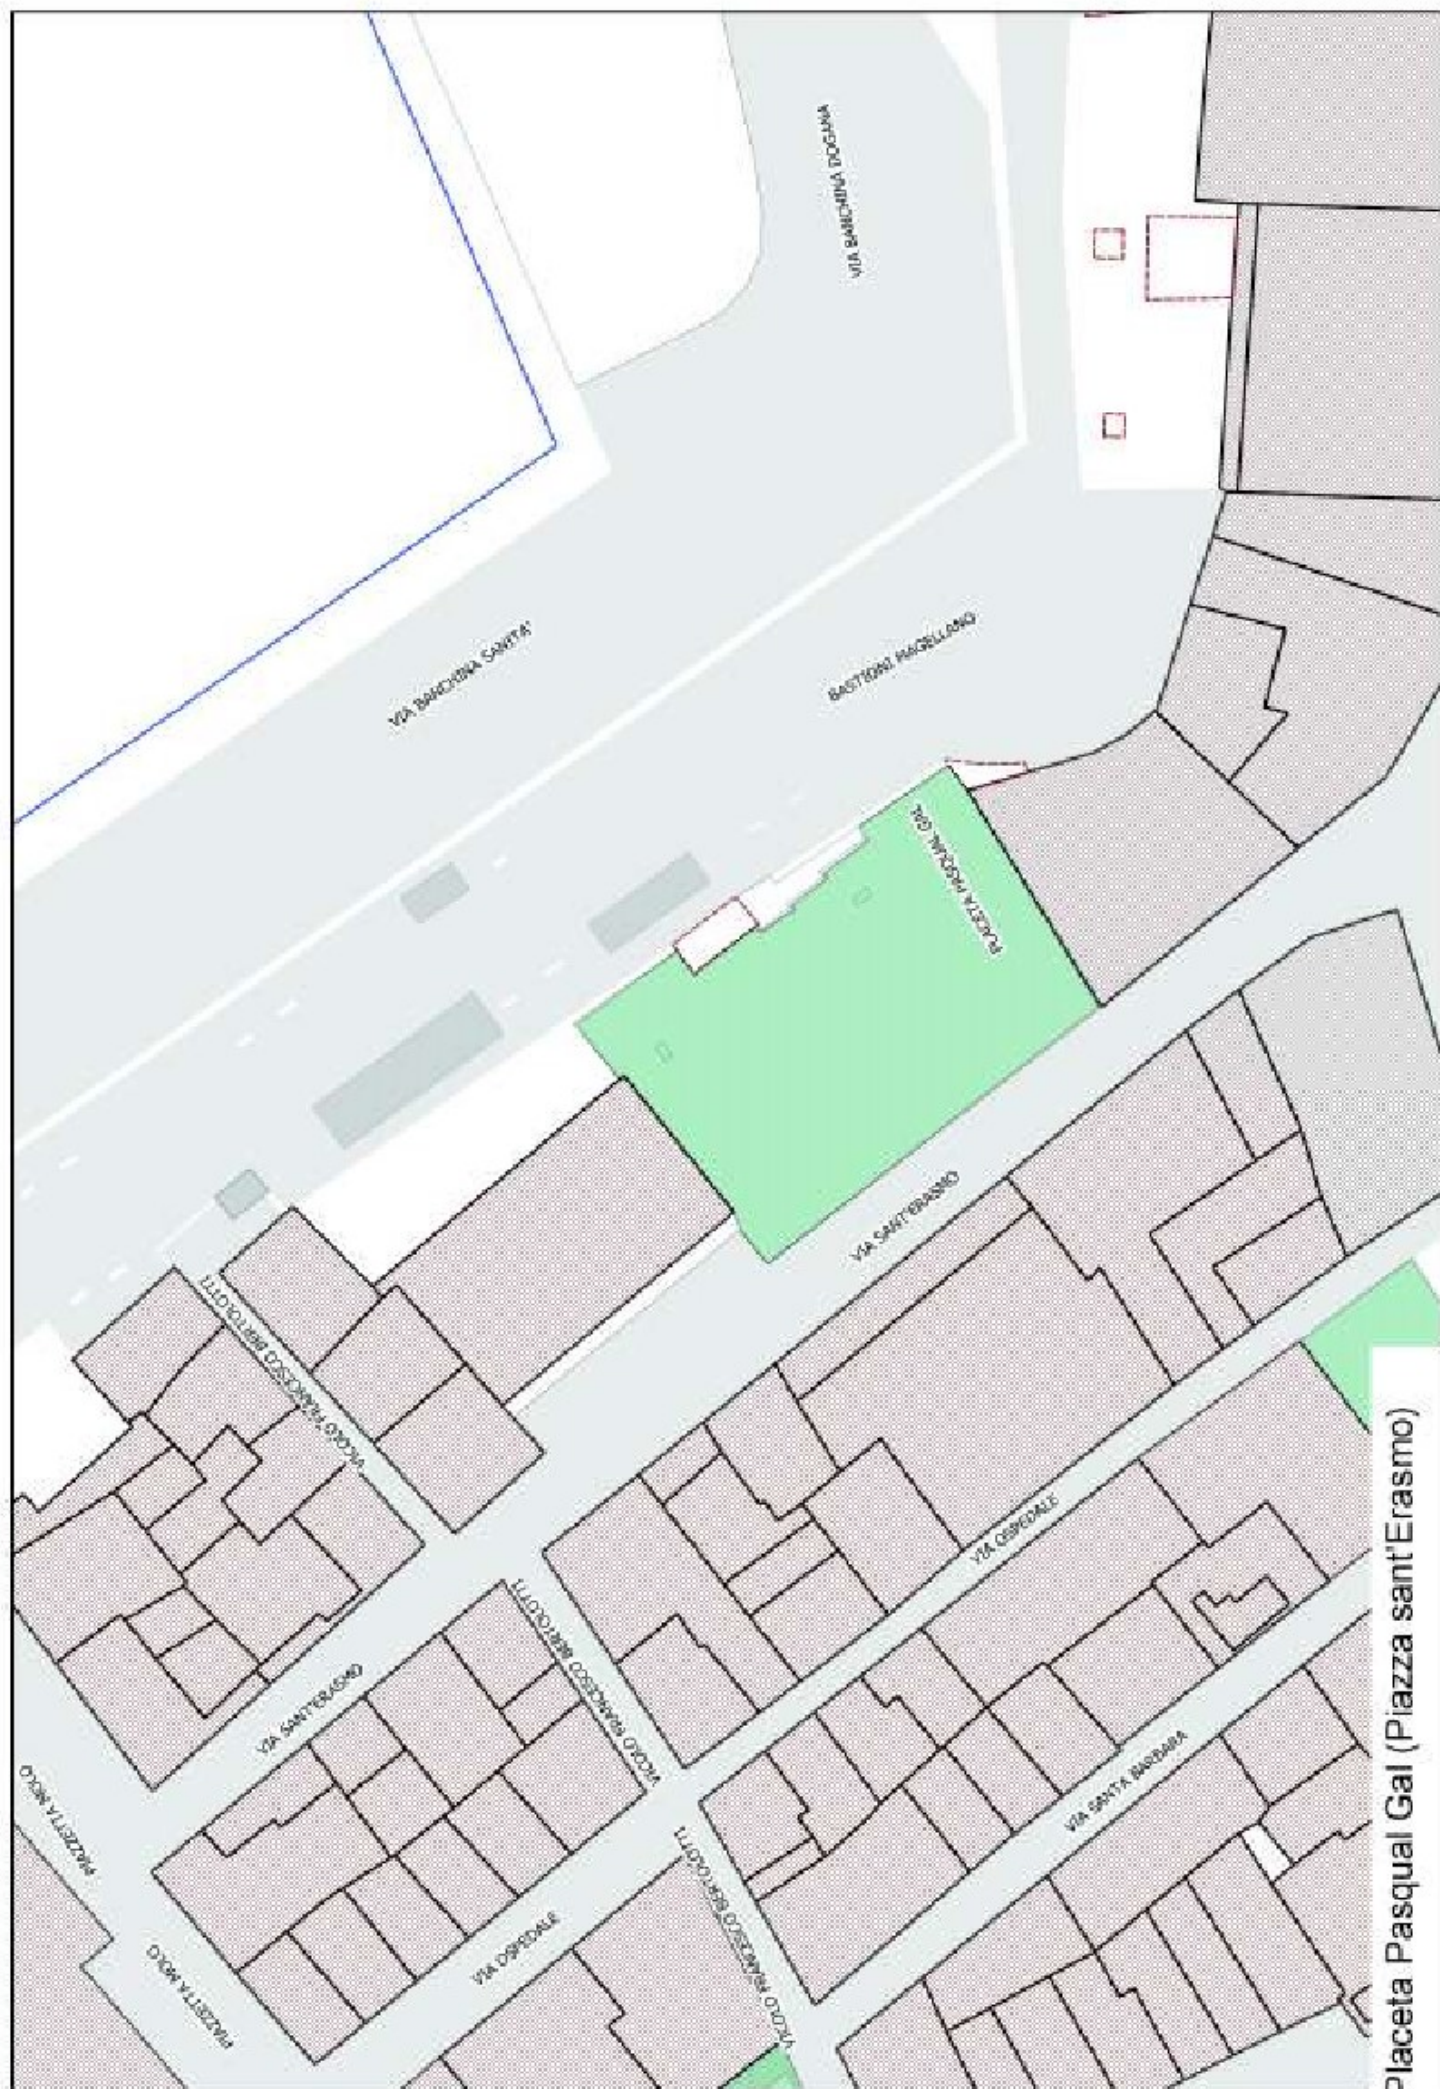 VIA BANCHINA DOGANA
VIA BANCHINA SANITA'
BASTIONI MAGELLANO
PLACETA PASQUAL GAL
VIA SANT'ERASMO
VICOLO FRANCESCO BERTOLOTTI
VIA OSPEDALE
VICOLO FRANCESCO BERTOLOTTI
VIA SANT'ERASMO
VIA SANTA BARBARA
PIAZZETTA MOLO
VICOLO FRANCESCO BERTOLOTTI
VIA OSPEDALE
PIAZZETTA MOLO
Placeta Pasqual Gal (Piazza sant'Erasmo)